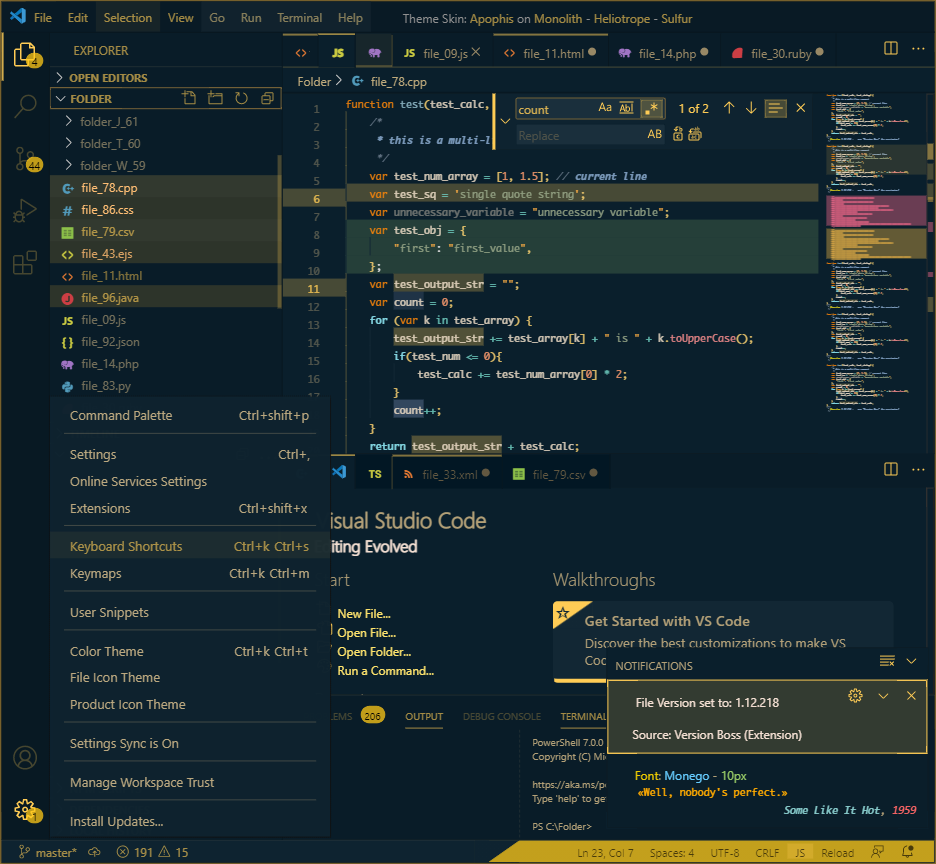 File Edit Selection View Go Run Terminal Help Theme Skin: Apophis on Monolith - Heliotrope - Sulfur
4
EXPLORER
JS
JS file_09.js
file_11.html
file_14.php
file_30.ruby
OPEN EDITORS
FOLDER
Folder > file_78.cpp
folder_J_61
folder_T_60
folder_W_59
44
file_78.cpp
# file_86.css
file_79.csv
file_43.ejs
file_11.html
file_96.java
JS file_09.js
{} file_92.json
file_14.php
file_83.py
count
Aa Abl .*
1 of 2
Replace
AB
1 function test(test_calc,
2 /*
3 * this is a multi-l
4 */
5 var test_num_array = [1, 1.5]; // current line
6 var test_sq = 'single quote string';
7 var unnecessary_variable = "unnecessary variable";
8 var test_obj = {
9 "first": "first_value",
10 };
11 var test_output_str = "";
12 var count = 0;
13 for (var k in test_array) {
14 test_output_str += test_array[k] + " is " + k.toUpperCase();
15 if(test_num <= 0){
16 test_calc += test_num_array[0] * 2;
}
count++;
}
return test_output_str + test_calc;
Command Palette Ctrl+shift+p
Settings Ctrl+,
Online Services Settings
Extensions Ctrl+shift+x
Keyboard Shortcuts Ctrl+k Ctrl+s
Keymaps Ctrl+k Ctrl+m
User Snippets
Color Theme Ctrl+k Ctrl+t
File Icon Theme
Product Icon Theme
Settings Sync is On
Manage Workspace Trust
Install Updates...
1
TS
file_33.xml
file_79.csv
isual Studio Code
iting Evolved
art
New File...
Open File...
Open Folder...
Run a Command...
Walkthroughs
Get Started with VS Code
Discover the best customizations to make VS
Coc
NOTIFICATIONS
File Version set to: 1.12.218
Source: Version Boss (Extension)
LEMS 206 OUTPUT DEBUG CONSOLE TERMINAL
PowerShell 7.0.0
Copyright (C) Mi
https://aka.ms/p
Type 'help' to ge
PS C:\Folder>
Font: Monego - 10px
«Well, nobody's perfect.»
Some Like It Hot, 1959
master* 191 15 Ln 23, Col 7 Spaces: 4 UTF-8 CRLF JS Reload